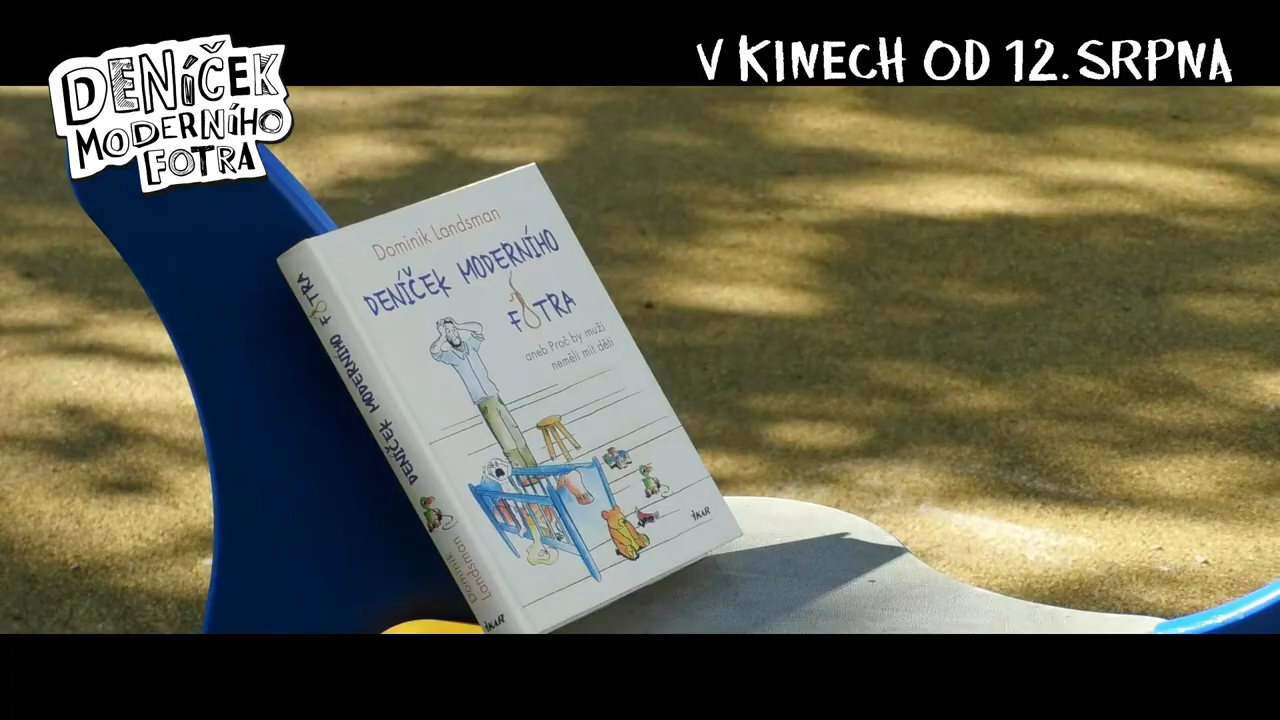 DENÍČEK
MODERNÍHO
FOTRA
V KINECH OD 12. SRPNA
Dominik Landsman
DENÍČEK MODERNÍHO
FOTRA
aneb Proč by muži
neměli mít děti
IKAR
DENÍČEK MODERNÍHO FOTRA
Dominik
Landsman
IKAR